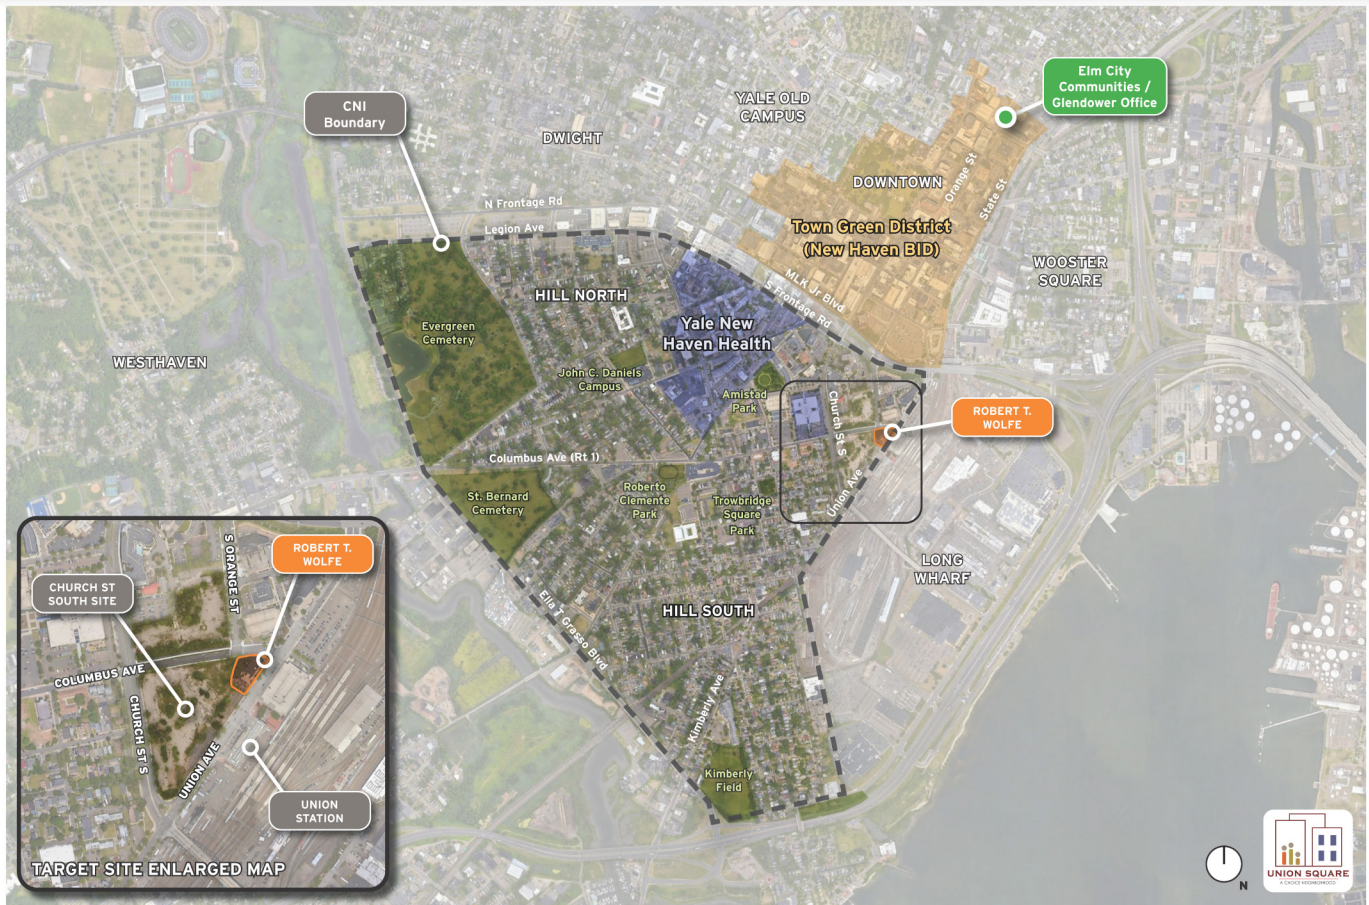 Elm City
Communities /
Glendower Office
CNI
Boundary
YALE OLD
CAMPUS
DWIGHT
DOWNTOWN
Orange St
State St
N Frontage Rd
Legion Ave
Town Green District
(New Haven BID)
WOOSTER
SQUARE
MLK Jr Blvd
S Frontage Rd
HILL NORTH
Yale New
Haven Health
Evergreen
Cemetery
WESTHAVEN
John C. Daniels
Campus
Amistad
Park
Church St S
ROBERT T.
WOLFE
Columbus Ave (Rt 1)
Union Ave
St. Bernard
Cemetery
Roberto
Clemente
Park
Trowbridge
Square
Park
LONG
WHARF
Ella T Grasso Blvd
HILL SOUTH
Kimberly Ave
Kimberly
Field
S ORANGE ST
ROBERT T.
WOLFE
CHURCH ST
SOUTH SITE
COLUMBUS AVE
CHURCH ST S
UNION AVE
UNION
STATION
TARGET SITE ENLARGED MAP
N
UNION SQUARE
A CHOICE NEIGHBORHOOD